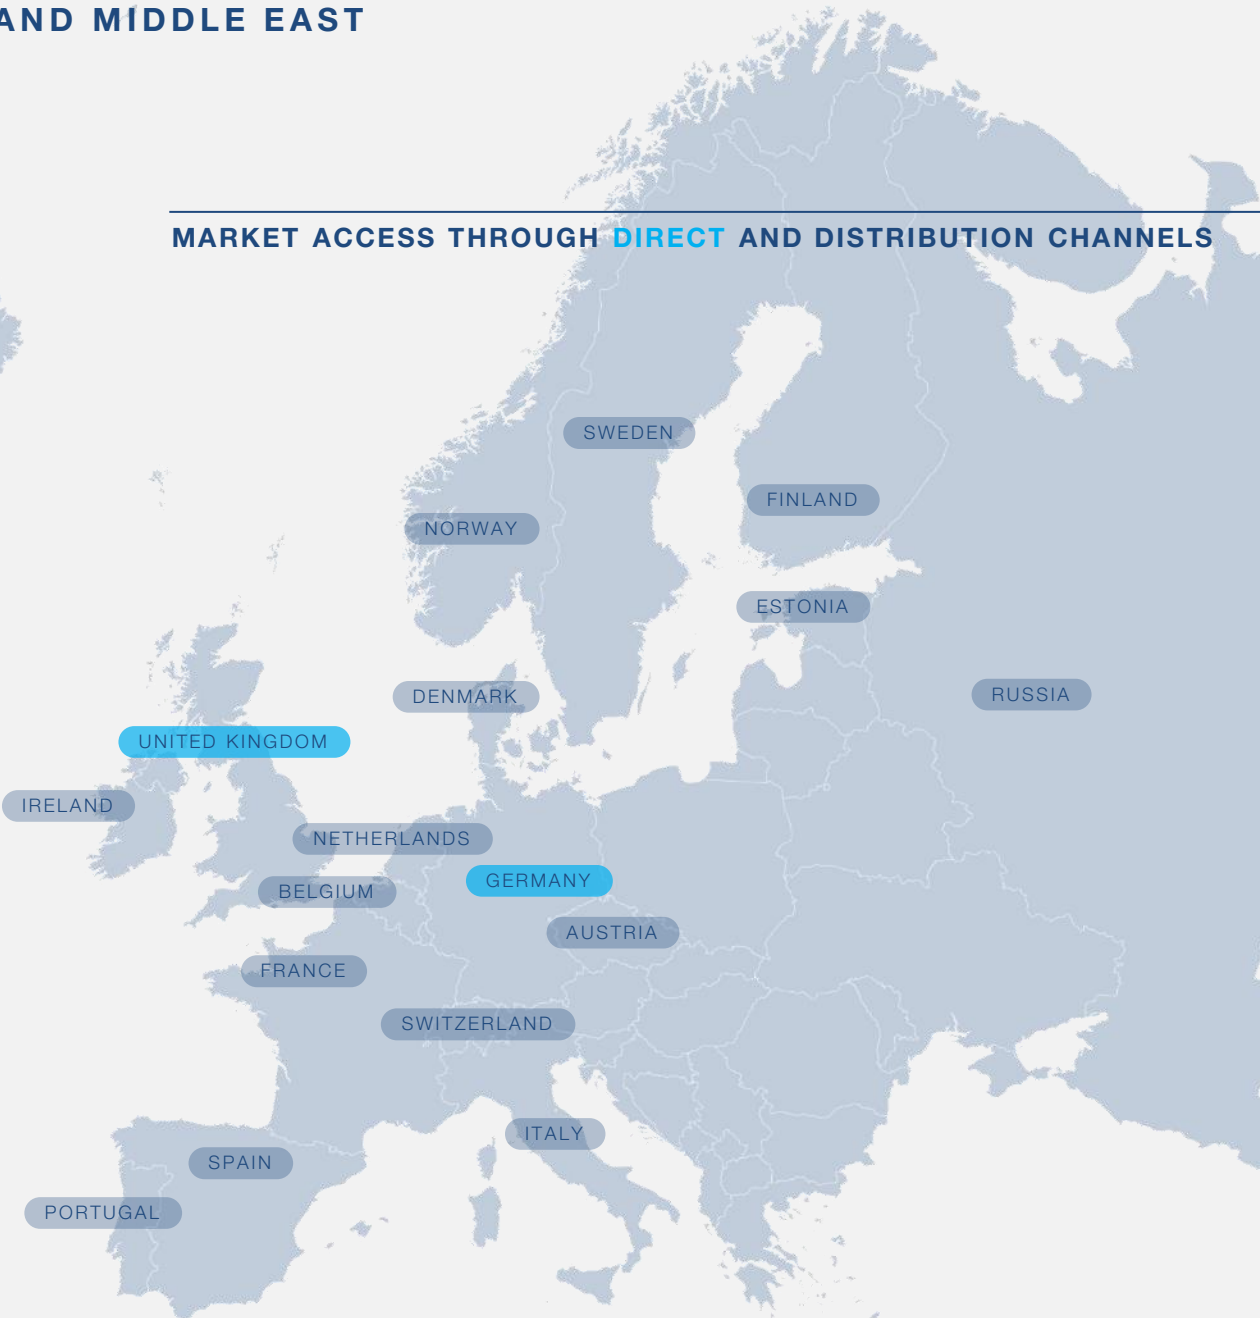 AND MIDDLE EAST
MARKET ACCESS THROUGH DIRECT AND DISTRIBUTION CHANNELS
SWEDEN
FINLAND
NORWAY
ESTONIA
DENMARK
RUSSIA
UNITED KINGDOM
IRELAND
NETHERLANDS
GERMANY
BELGIUM
AUSTRIA
FRANCE
SWITZERLAND
ITALY
SPAIN
PORTUGAL